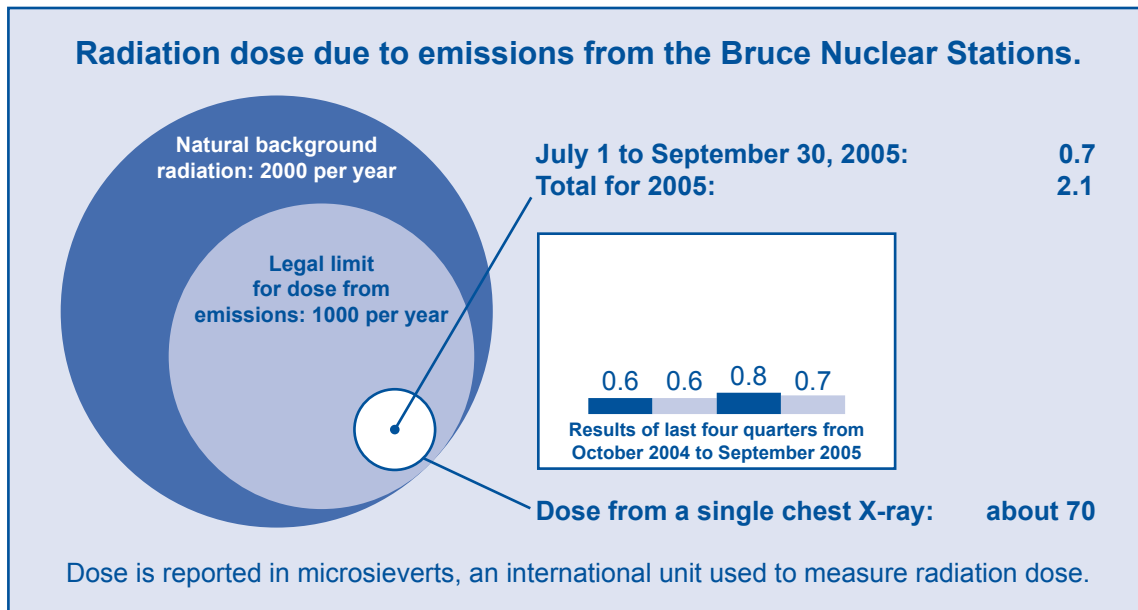 Radiation dose due to emissions from the Bruce Nuclear Stations.
Natural background
radiation: 2000 per year
Legal limit
for dose from
emissions: 1000 per year
July 1 to September 30, 2005: 0.7
Total for 2005: 2.1
0.6 0.6 0.8 0.7
Results of last four quarters from
October 2004 to September 2005
Dose from a single chest X-ray: about 70
Dose is reported in microsieverts, an international unit used to measure radiation dose.